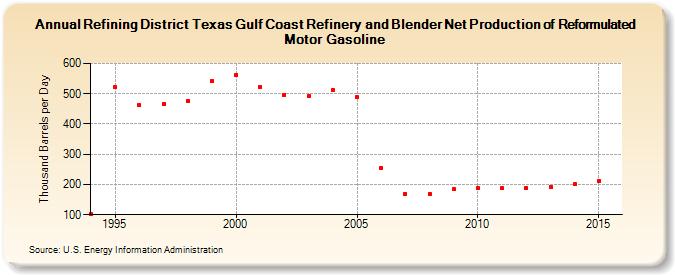 Annual Refining District Texas Gulf Coast Refinery and Blender Net Production of Reformulated
Motor Gasoline
Thousand Barrels per Day
600
500
400
300
200
100
1995
2000
2005
2010
2015
Source: U.S. Energy Information Administration